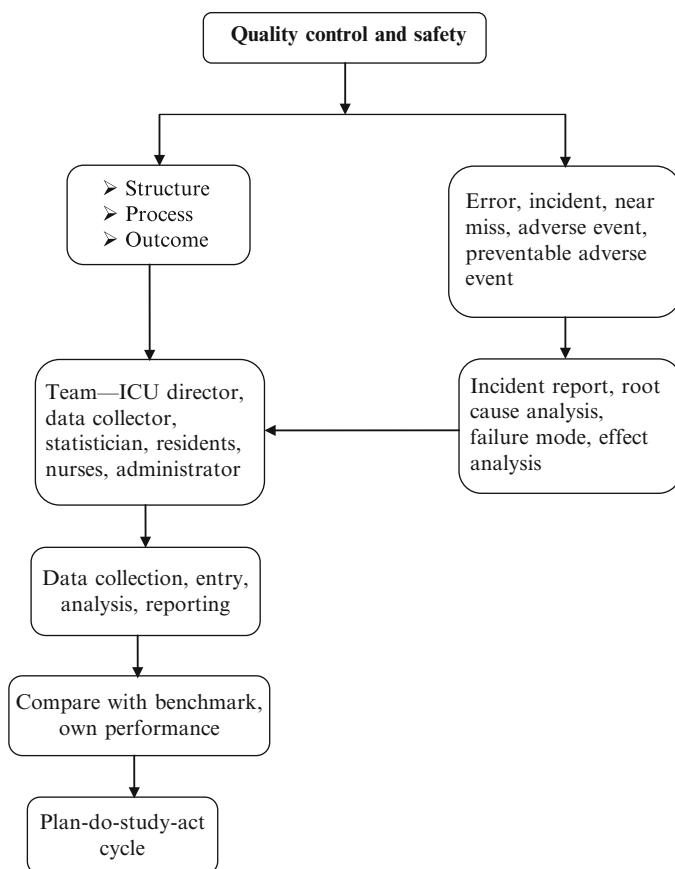 Quality control and safety
➢ Structure
➢ Process
➢ Outcome
Error, incident, near
miss, adverse event,
preventable adverse
event
Team—ICU director,
data collector,
statistician, residents,
nurses, administrator
Incident report, root
cause analysis,
failure mode, effect
analysis
Data collection, entry,
analysis, reporting
Compare with benchmark,
own performance
Plan-do-study-act
cycle